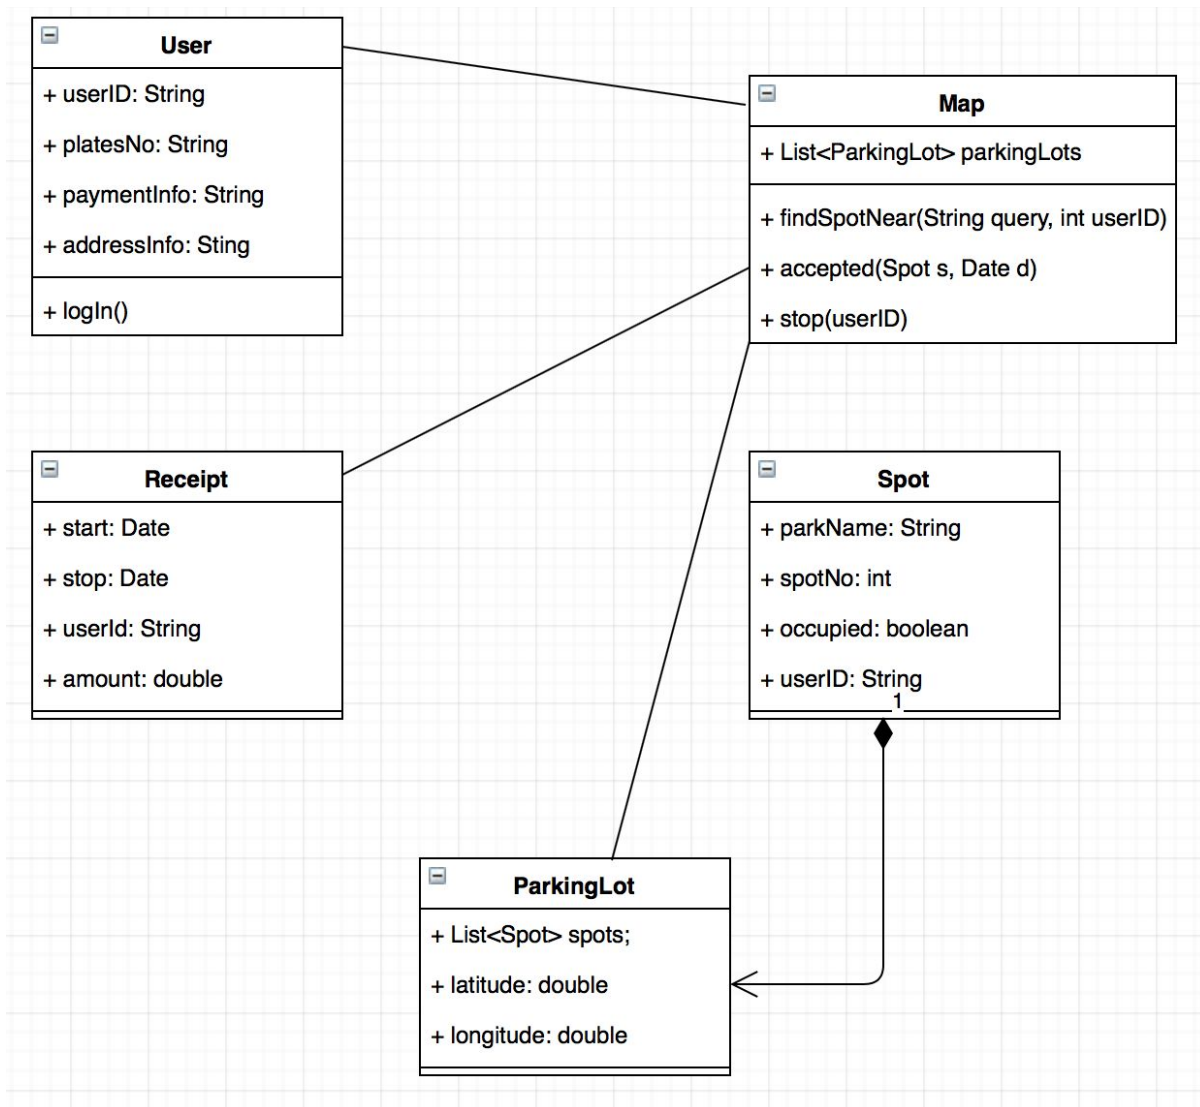 User
+ userID: String
+ platesNo: String
+ paymentInfo: String
+ addressInfo: Sting
+ logIn()
Map
+ List<ParkingLot> parkingLots
+ findSpotNear(String query, int userID)
+ accepted(Spot s, Date d)
+ stop(userID)
Receipt
+ start: Date
+ stop: Date
+ userId: String
+ amount: double
Spot
+ parkName: String
+ spotNo: int
+ occupied: boolean
+ userID: String
1
ParkingLot
+ List<Spot> spots;
+ latitude: double
+ longitude: double